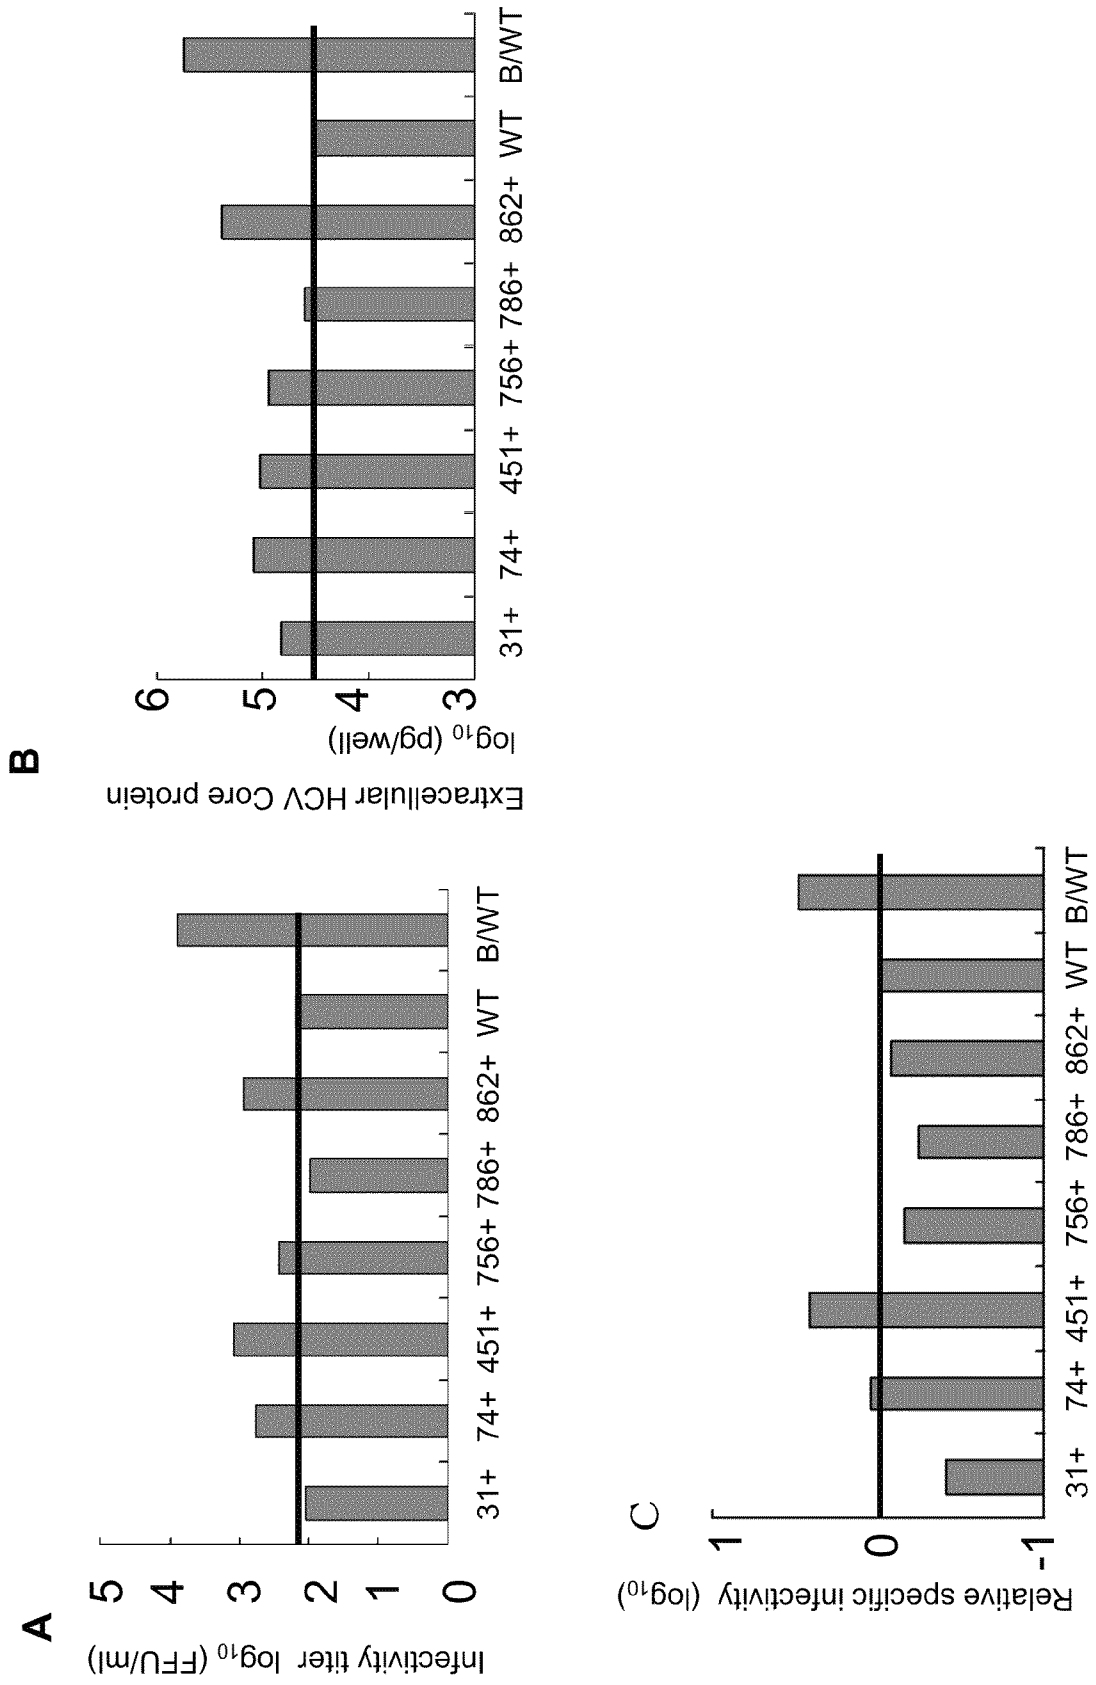 A
Infectivity titer log10 (FFU/ml)
5
4
3
2
1
0
31+ 74+ 451+ 756+ 786+ 862+ WT B/WT
B
Extracellular HCV Core protein
log10 (pg/well)
6
5
4
3
31+ 74+ 451+ 756+ 786+ 862+ WT B/WT
C
Relative specific infectivity (log10)
1
0
-1
31+ 74+ 451+ 756+ 786+ 862+ WT B/WT